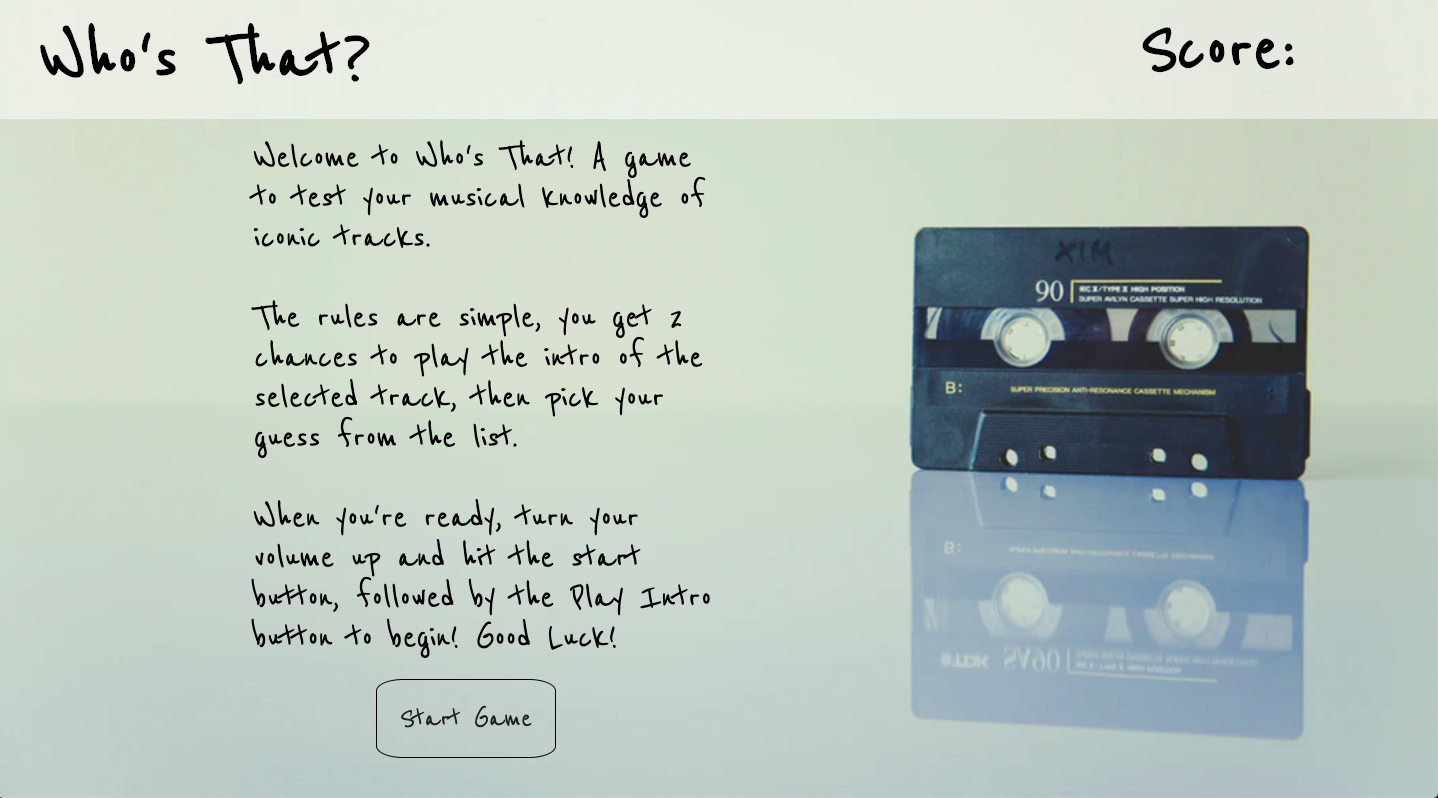 Who's That?
Score:
Welcome to Who's That! A game
to test your musical knowledge of
iconic tracks.
The rules are simple, you get 2
chances to play the intro of the
selected track, then pick your
guess from the list.
When you're ready, turn your
volume up and hit the start
button, followed by the Play Intro
button to begin! Good Luck!
Start Game
XIM
90
IEC II/TYPE II HIGH POSITION
SUPER AVILYN CASSETTE SUPER HIGH RESOLUTION
B:
SUPER PRECISION ANTI-RESONANCE CASSETTE MECHANISM
B:
TDK SA90